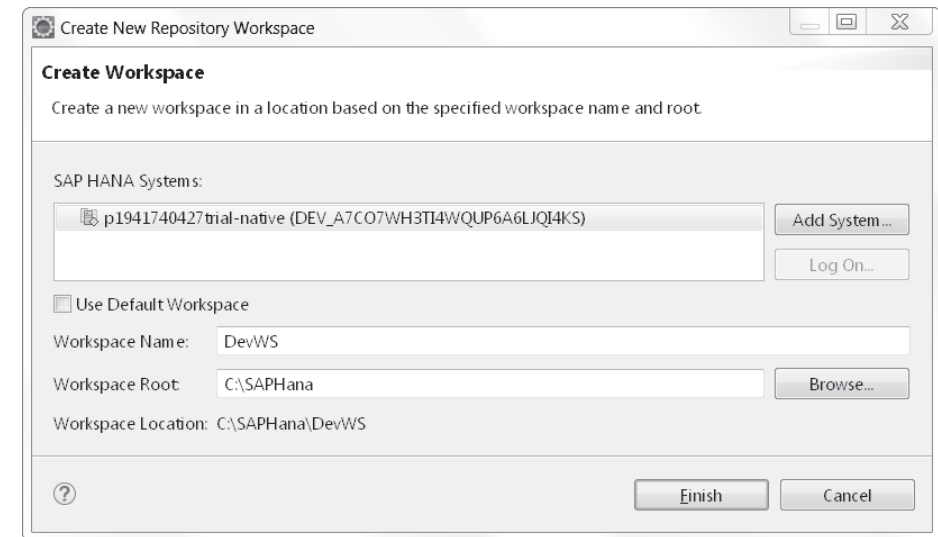 Create New Repository Workspace
Create Workspace
Create a new workspace in a location based on the specified workspace name and root.
SAP HANA Systems:
p1941740427trial-native (DEV_A7CO7WH3TI4WQUP6A6LJQI4KS)
Add System...
Log On...
Use Default Workspace
Workspace Name: DevWS
Workspace Root: C:\SAPHana Browse...
Workspace Location: C:\SAPHana\DevWS
? Finish Cancel